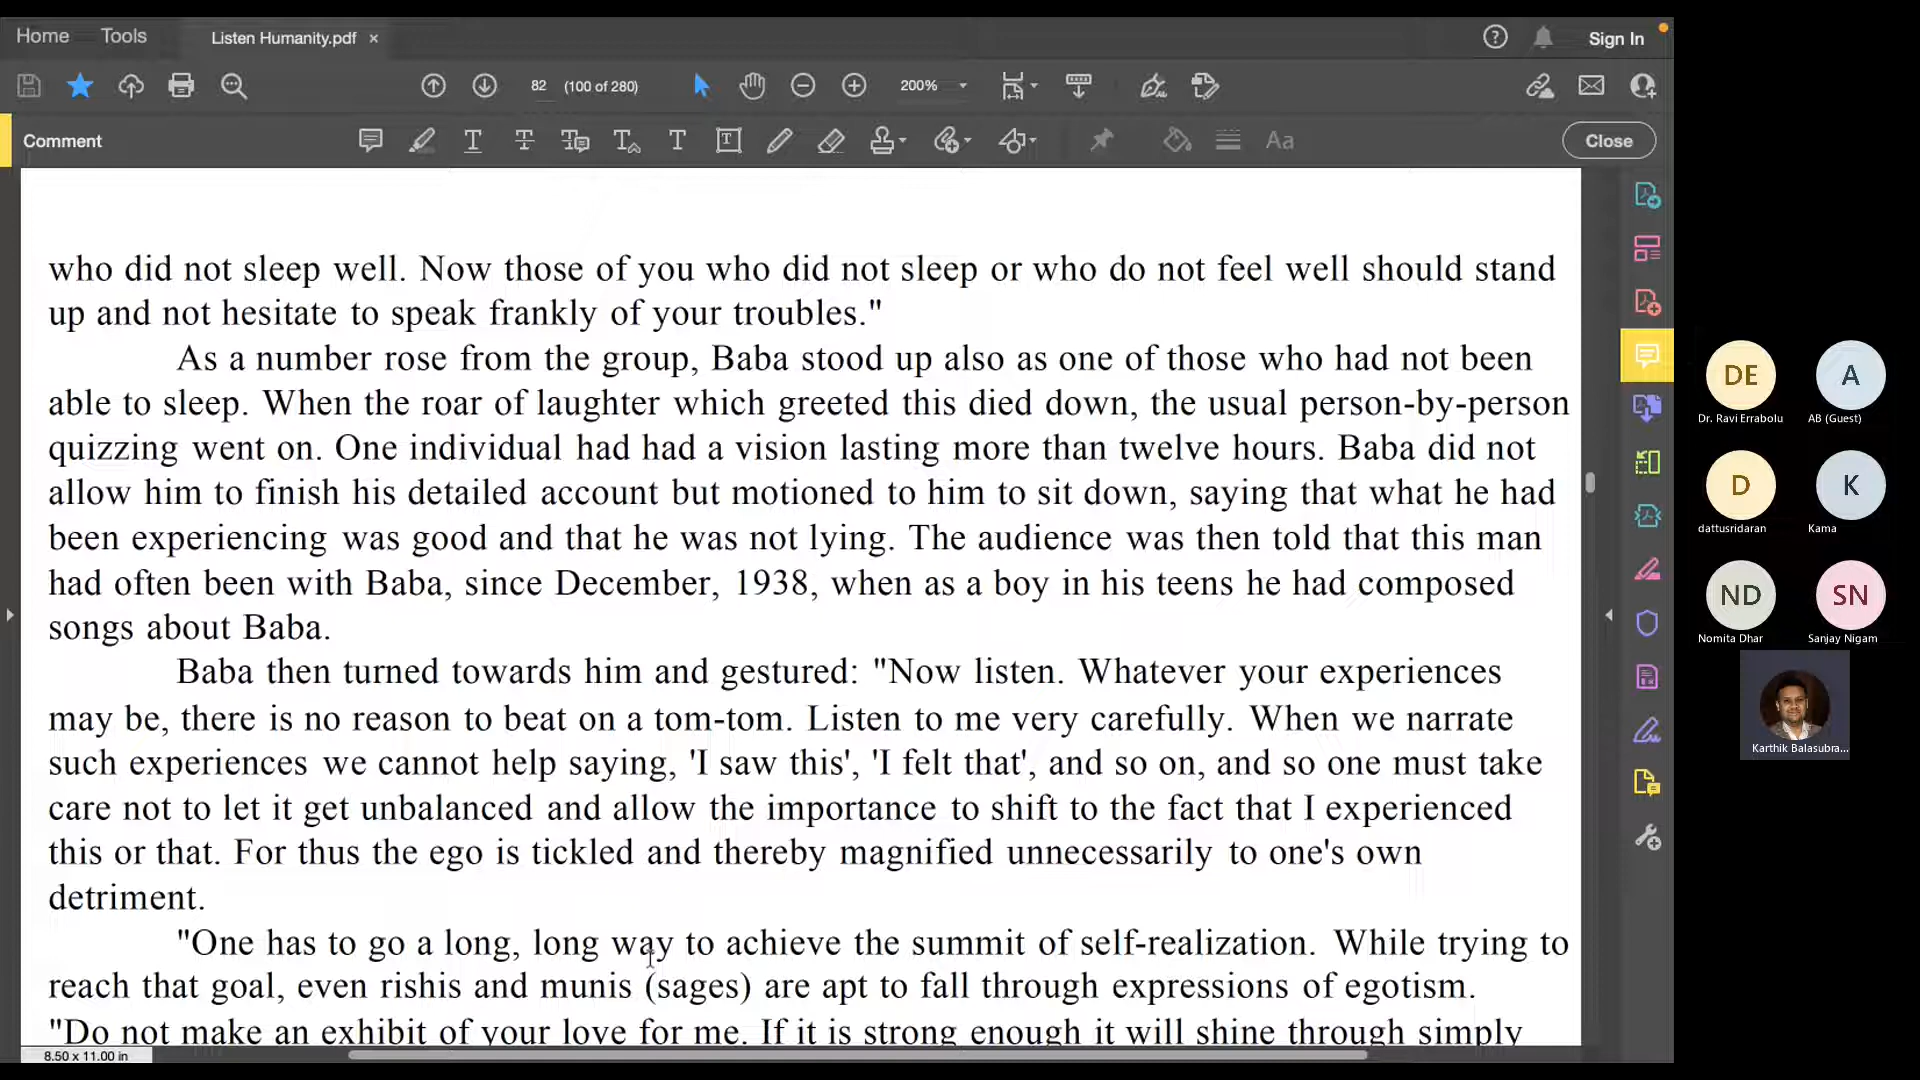 Home Tools Listen Humanity.pdf × ? Sign In
82 (100 of 280) 200%
Comment T T T T T Aa Close
who did not sleep well. Now those of you who did not sleep or who do not feel well should stand
up and not hesitate to speak frankly of your troubles."
As a number rose from the group, Baba stood up also as one of those who had not been
able to sleep. When the roar of laughter which greeted this died down, the usual person-by-person
quizzing went on. One individual had had a vision lasting more than twelve hours. Baba did not
allow him to finish his detailed account but motioned to him to sit down, saying that what he had
been experiencing was good and that he was not lying. The audience was then told that this man
had often been with Baba, since December, 1938, when as a boy in his teens he had composed
songs about Baba.
Baba then turned towards him and gestured: "Now listen. Whatever your experiences
may be, there is no reason to beat on a tom-tom. Listen to me very carefully. When we narrate
such experiences we cannot help saying, 'I saw this', 'I felt that', and so on, and so one must take
care not to let it get unbalanced and allow the importance to shift to the fact that I experienced
this or that. For thus the ego is tickled and thereby magnified unnecessarily to one's own
detriment.
"One has to go a long, long way to achieve the summit of self-realization. While trying to
reach that goal, even rishis and munis (sages) are apt to fall through expressions of egotism.
"Do not make an exhibit of your love for me. If it is strong enough it will shine through simply
8.50 x 11.00 in
DE A
Dr. Ravi Errabolu AB (Guest)
D K
dattusridaran Kama
ND SN
Nomita Dhar Sanjay Nigam
Karthik Balasubra...